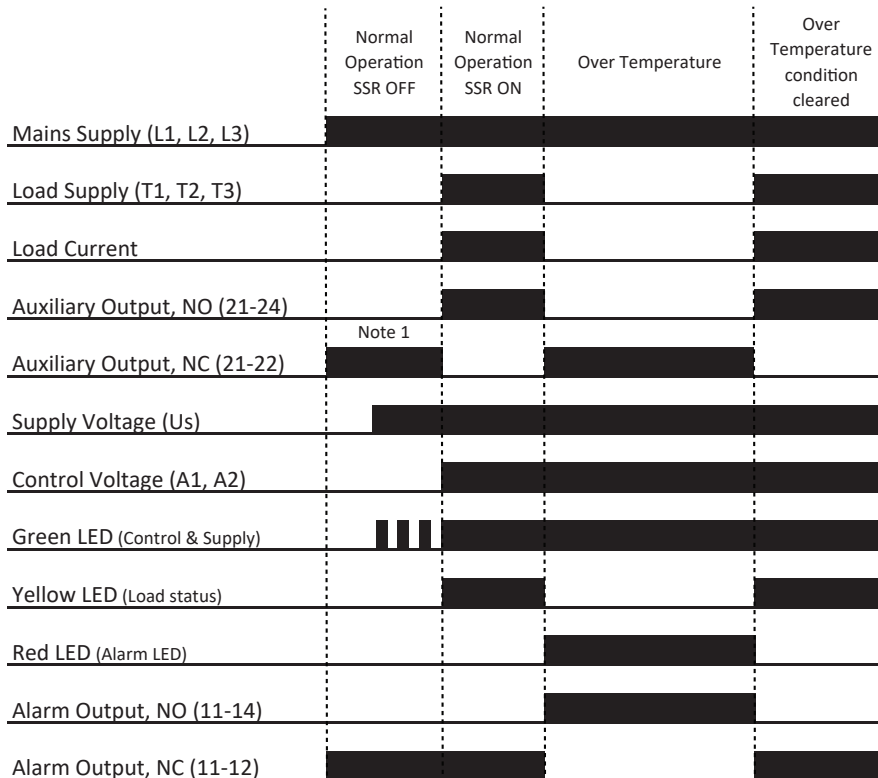 Normal
Operation
SSR OFF
Normal
Operation
SSR ON
Over Temperature
Over
Temperature
condition
cleared
Mains Supply (L1, L2, L3)
Load Supply (T1, T2, T3)
Load Current
Auxiliary Output, NO (21-24)
Note 1
Auxiliary Output, NC (21-22)
Supply Voltage (Us)
Control Voltage (A1, A2)
Green LED (Control & Supply)
Yellow LED (Load status)
Red LED (Alarm LED)
Alarm Output, NO (11-14)
Alarm Output, NC (11-12)